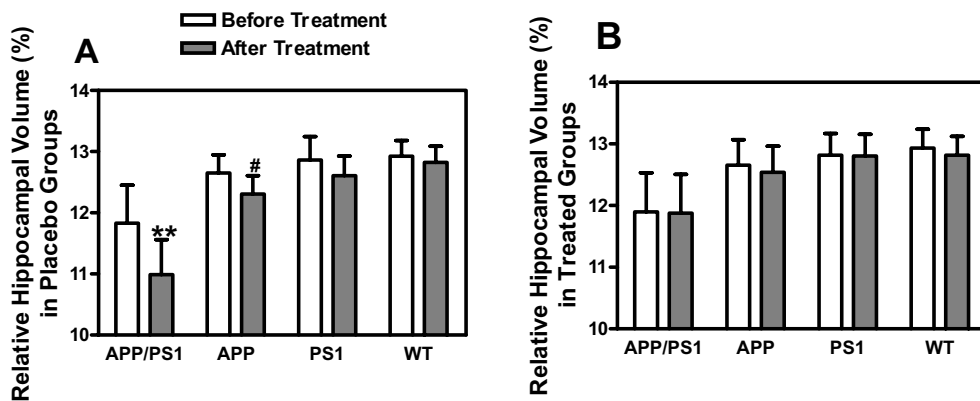 Before Treatment
After Treatment
A
Relative Hippocampal Volume (%)
in Placebo Groups
14
13
12
11
10
**
#
APP/PS1 APP PS1 WT
B
Relative Hippocampal Volume (%)
in Treated Groups
14
13
12
11
10
APP/PS1 APP PS1 WT